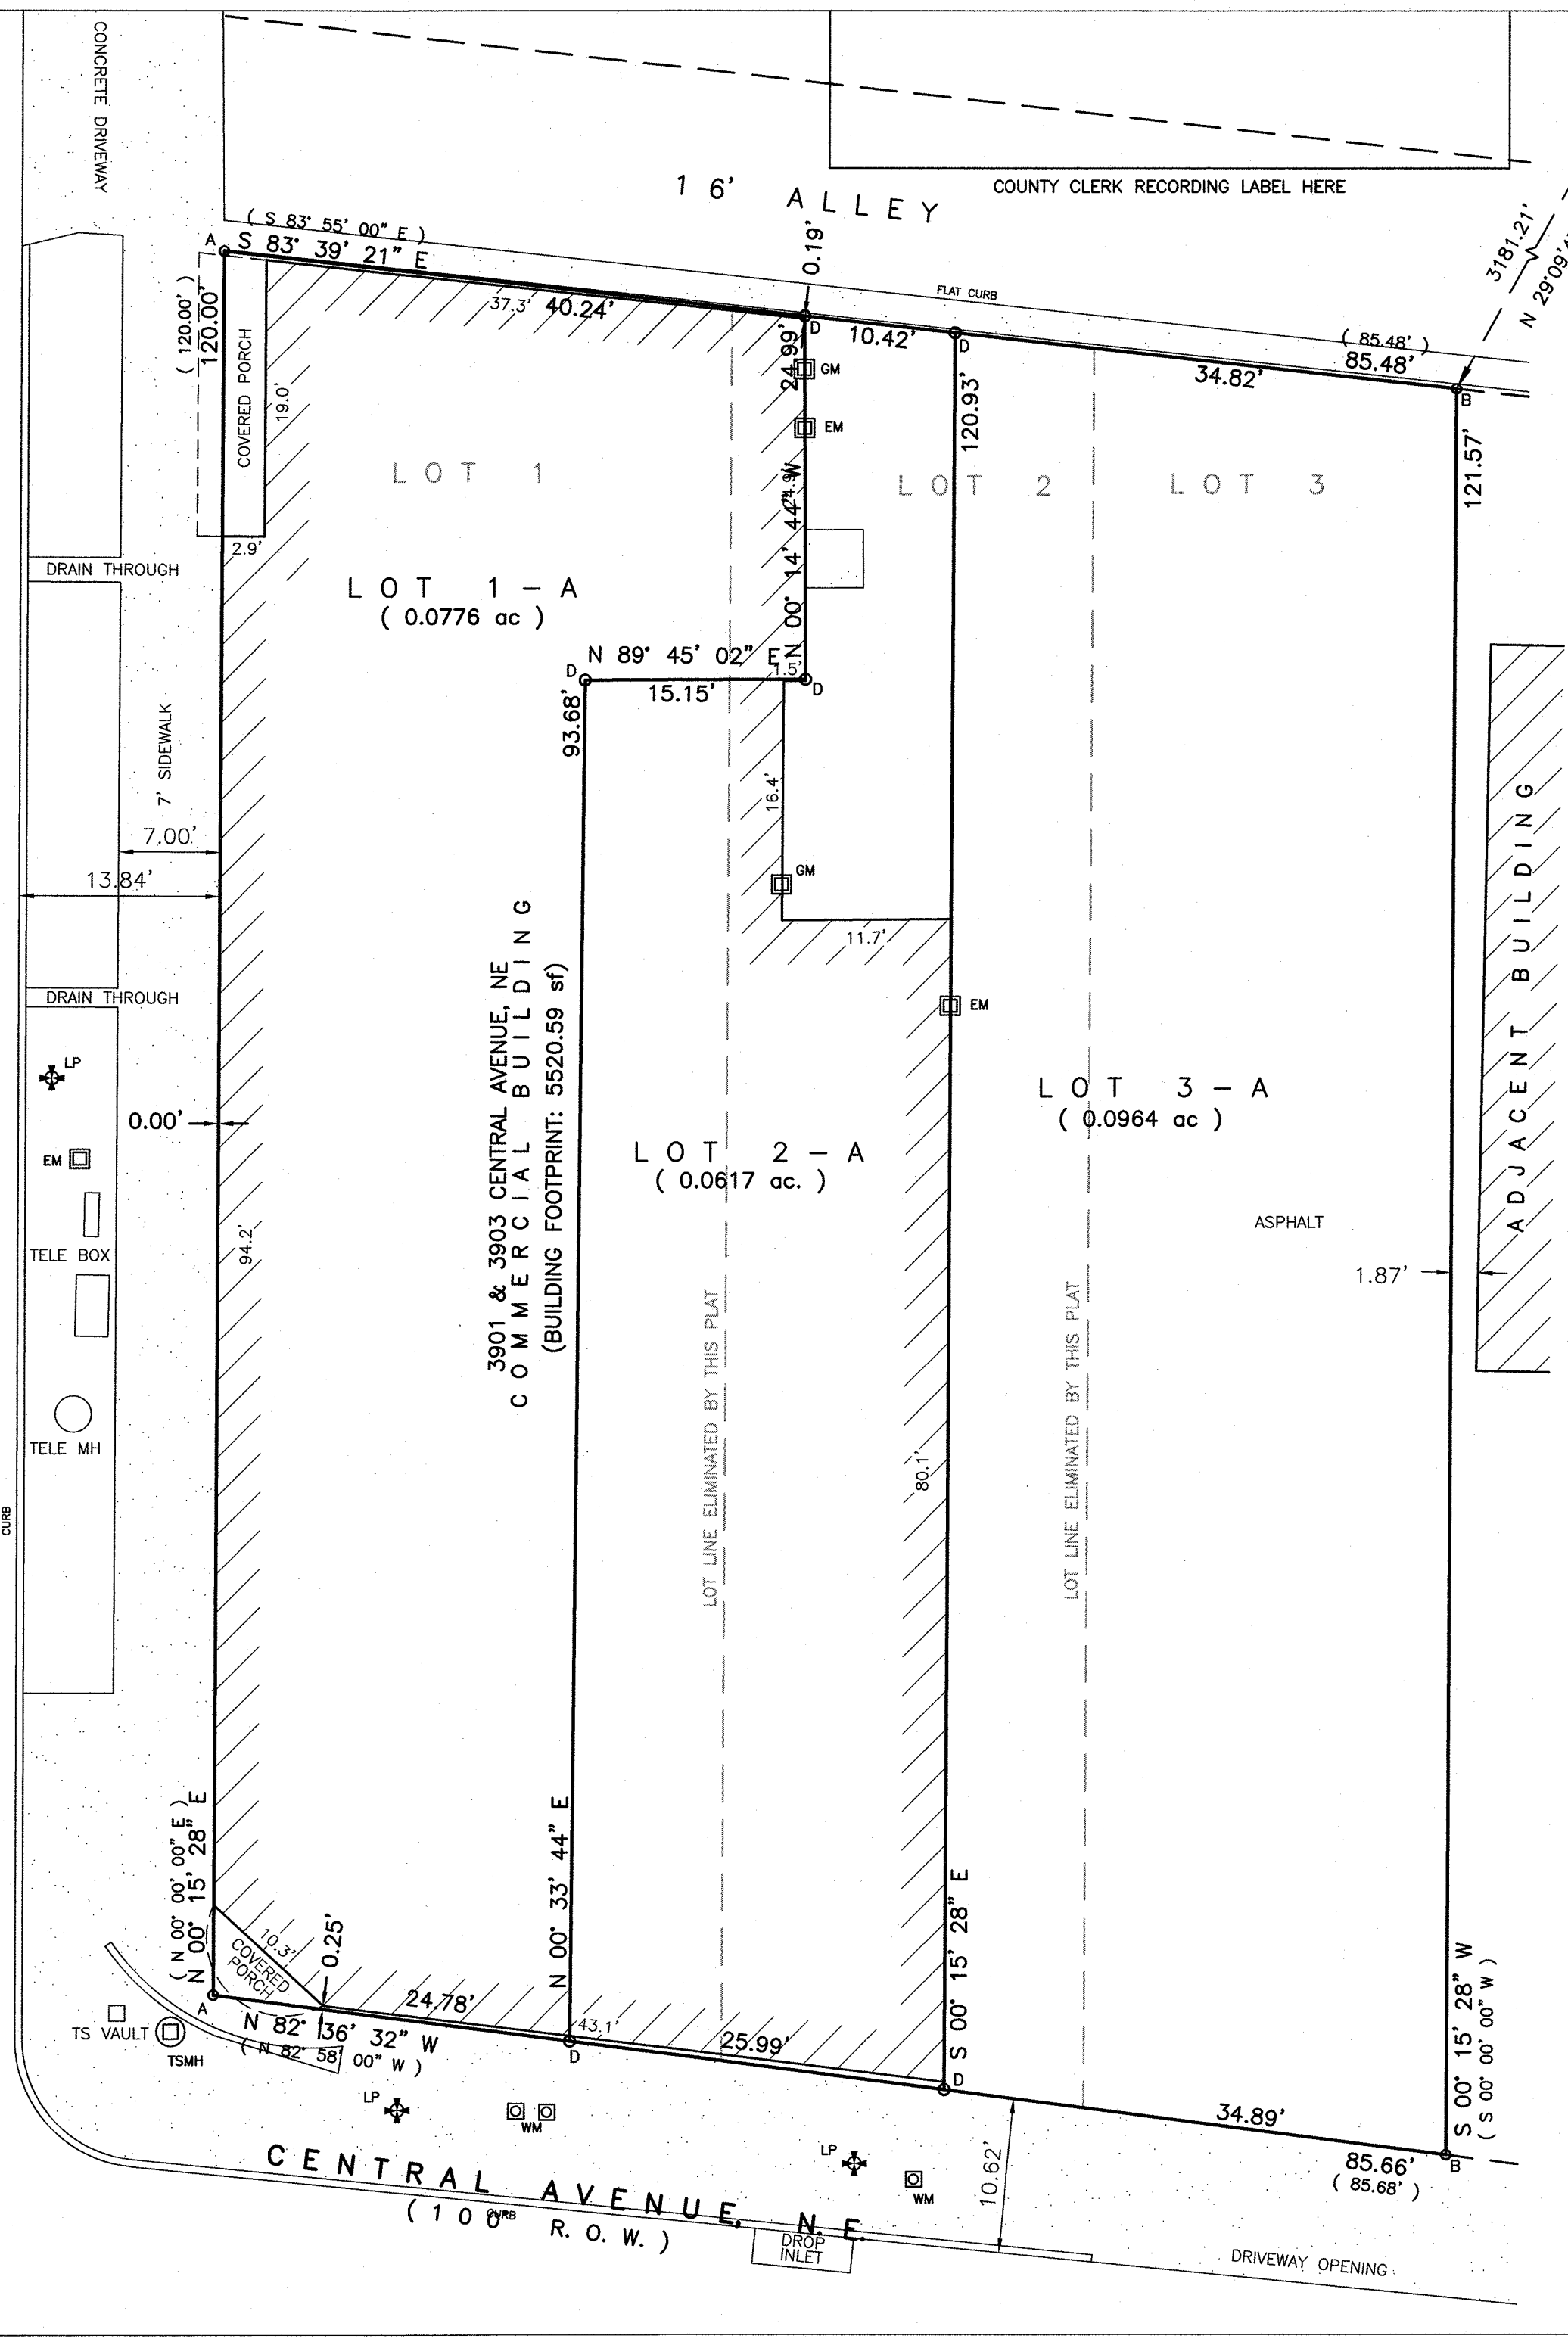 CONCRETE DRIVEWAY
COUNTY CLERK RECORDING LABEL HERE
16' ALLEY
3181.21'
( S 83° 55' 00" E )
A
S 83° 39' 21" E
0.19'
FLAT CURB
37.3'
40.24'
D
10.42'
D
34.82'
( 85.48' )
85.48'
B
( 120.00' )
120.00'
COVERED PORCH
19.0'
2.9'
24.99'
GM
EM
N 00° 14' 44" W
120.93'
121.57'
LOT 1
LOT 2
LOT 3
DRAIN THROUGH
LOT 1-A
( 0.0776 ac )
N 89° 45' 02" E
D
15.15'
1.5'
D
93.68'
7' SIDEWALK
16.4'
7.00'
13.84'
GM
11.7'
ADJACENT BUILDING
DRAIN THROUGH
EM
LP
3901 & 3903 CENTRAL AVENUE, NE
COMMERCIAL BUILDING
(BUILDING FOOTPRINT: 5520.59 sf)
LOT 3-A
( 0.0964 ac )
0.00'
EM
LOT 2-A
( 0.0617 ac. )
TELE BOX
94.2'
ASPHALT
1.87'
TELE MH
LOT LINE ELIMINATED BY THIS PLAT
LOT LINE ELIMINATED BY THIS PLAT
80.1'
CURB
( N 00° 00' 00" E )
N 00° 15' 28" E
N 00° 33' 44" E
S 00° 15' 28" E
S 00° 15' 28" W
( S 00° 00' 00" W )
10.3'
COVERED
PORCH
0.25'
A
24.78'
43.1'
D
25.99'
D
34.89'
B
85.66'
( 85.68' )
N 82° 36' 32" W
( N 82° 58' 00" W )
TS VAULT
TSMH
LP
WM
LP
WM
10.62'
CENTRAL AVENUE, N.E.
( 100' R.O.W. )
CURB
DROP
INLET
DRIVEWAY OPENING